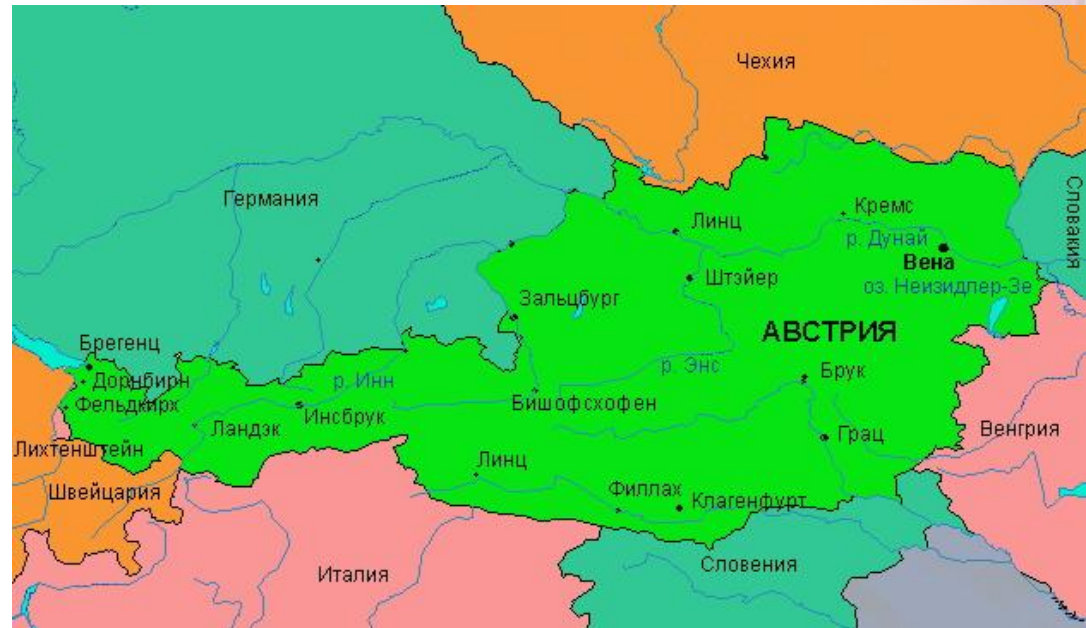 Чехия
Германия
Словакия
Линц
Кремс
р. Дунай
Вена
Штэйер
оз. Неизидлер-Зе
Зальцбург
АВСТРИЯ
Брегенц
Дорнбирн
р. Инн
р. Энс
Брук
Фельдкирх
Инсбрук
Бишофсхофен
Ландэк
Грац
Венгрия
Лихтенштейн
Линц
Швейцария
Филлах
Клагенфурт
Италия
Словения